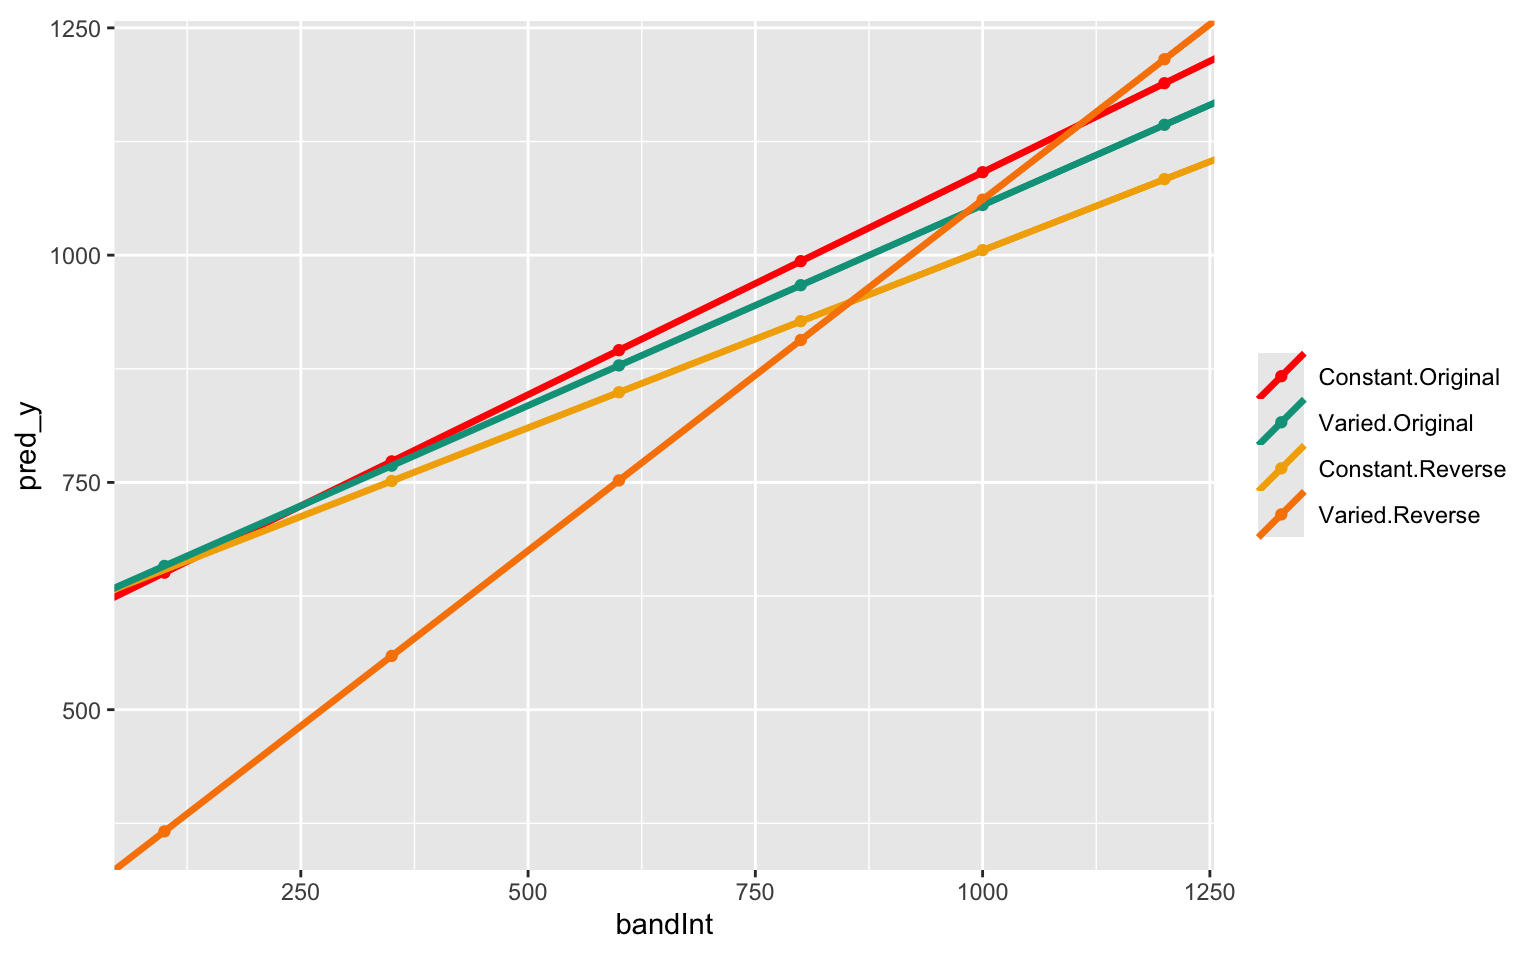 1250
1000
750
500
pred_y
250 500 750 1000 1250
bandInt
Constant.Original
Varied.Original
Constant.Reverse
Varied.Reverse